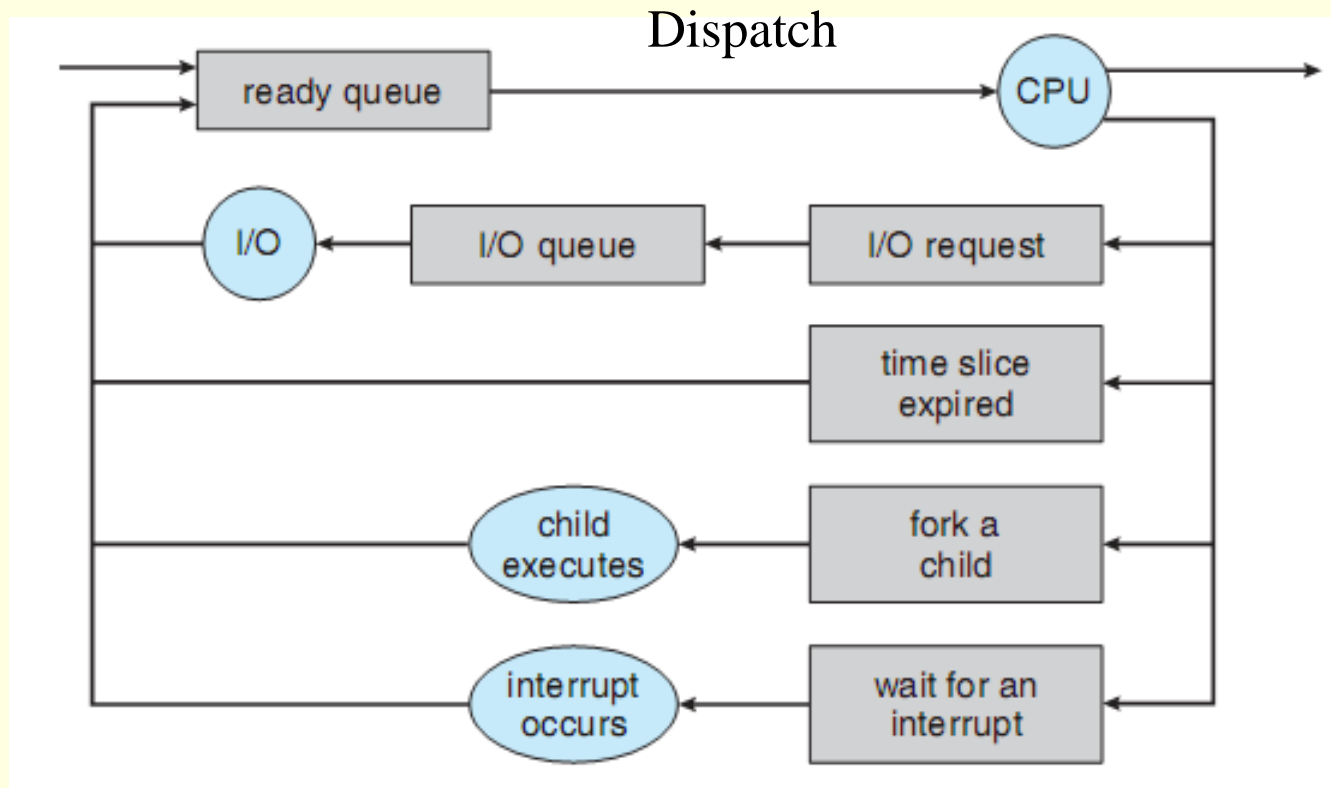 Dispatch
ready queue
CPU
I/O
I/O queue
I/O request
time slice
expired
child
executes
fork a
child
interrupt
occurs
wait for an
interrupt